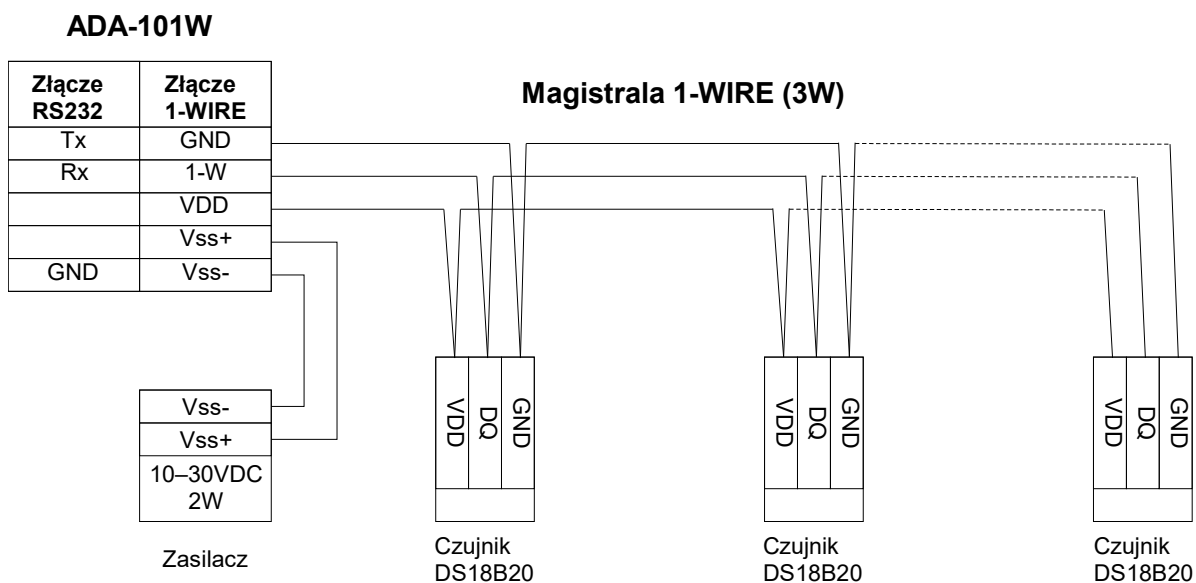 ADA-101W
Złącze RS232
Złącze 1-WIRE
Magistrala 1-WIRE (3W)
Tx GND
Rx 1-W
VDD
Vss+
GND Vss-
Vss-
Vss+
10–30VDC
2W
Zasilacz
VDD DQ GND
VDD DQ GND
VDD DQ GND
Czujnik
DS18B20
Czujnik
DS18B20
Czujnik
DS18B20